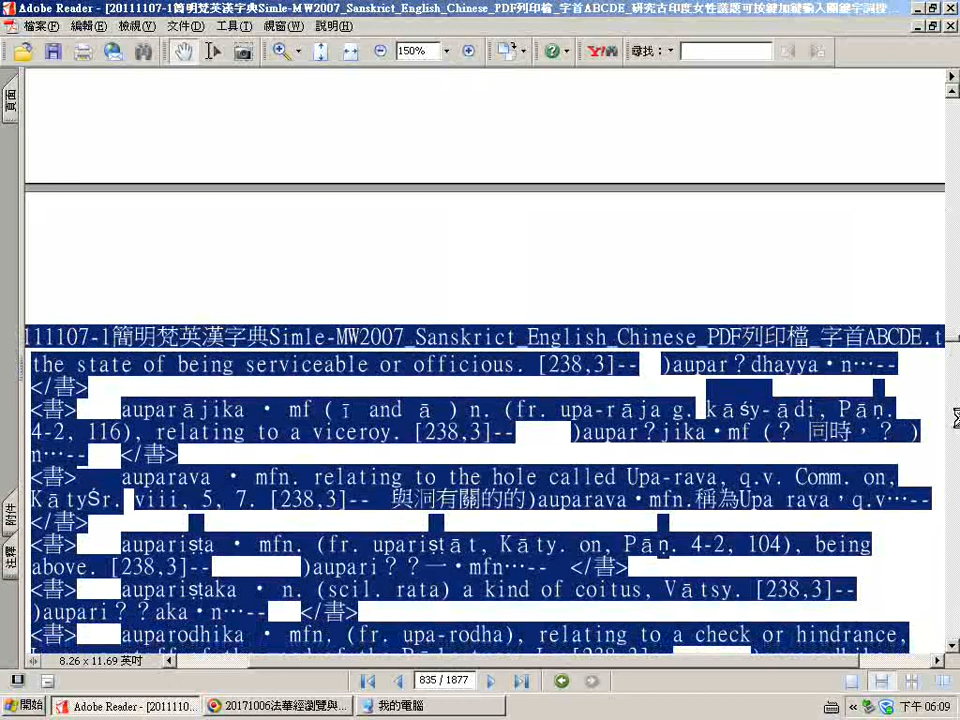 Adobe Reader - [20111107-1簡明梵英漢字典Simle-MW2007_Sanskrict_English_Chinese_PDF列印檔_字首ABCDE_研究古印度女性議題可按鍵加鍵輸入關鍵字詞搜
檔案(F) 編輯(E) 檢視(V) 文件(D) 工具(T) 視窗(W) 說明(H)
150% Y! 尋找：
頁面
111107-1簡明梵英漢字典Simle-MW2007_Sanskrict_English_Chinese_PDF列印檔_字首ABCDE.t
the state of being serviceable or officious. [238,3]-- )aupar？dhayya‧n…--
</書>
<書> auparājika ‧ mf (ī and ā ) n. (fr. upa-rāja g. kāśy-ādi, Pāṇ.
4-2, 116), relating to a viceroy. [238,3]-- )aupar？jika‧mf (？ 同時，？ )
n…-- </書>
<書> auparava ‧ mfn. relating to the hole called Upa-rava, q.v. Comm. on,
KātyŚr. viii, 5, 7. [238,3]-- 與洞有關的的)auparava‧mfn.稱為Upa rava，q.v…--
</書>
<書> aupariṣṭa ‧ mfn. (fr. upariṣṭāt, Kāty. on, Pāṇ. 4-2, 104), being
above. [238,3]-- )aupari？？一‧mfn…-- </書>
<書> aupariṣṭaka ‧ n. (scil. rata) a kind of coitus, Vātsy. [238,3]--
)aupari？？aka‧n…-- </書>
<書> auparodhika ‧ mfn. (fr. upa-rodha), relating to a check or hindrance,
附件
注釋
8.26 x 11.69 英吋
835 / 1877
開始 Adobe Reader - [2011110... 20171006法華經瀏覽與... 我的電腦 下午 06:09